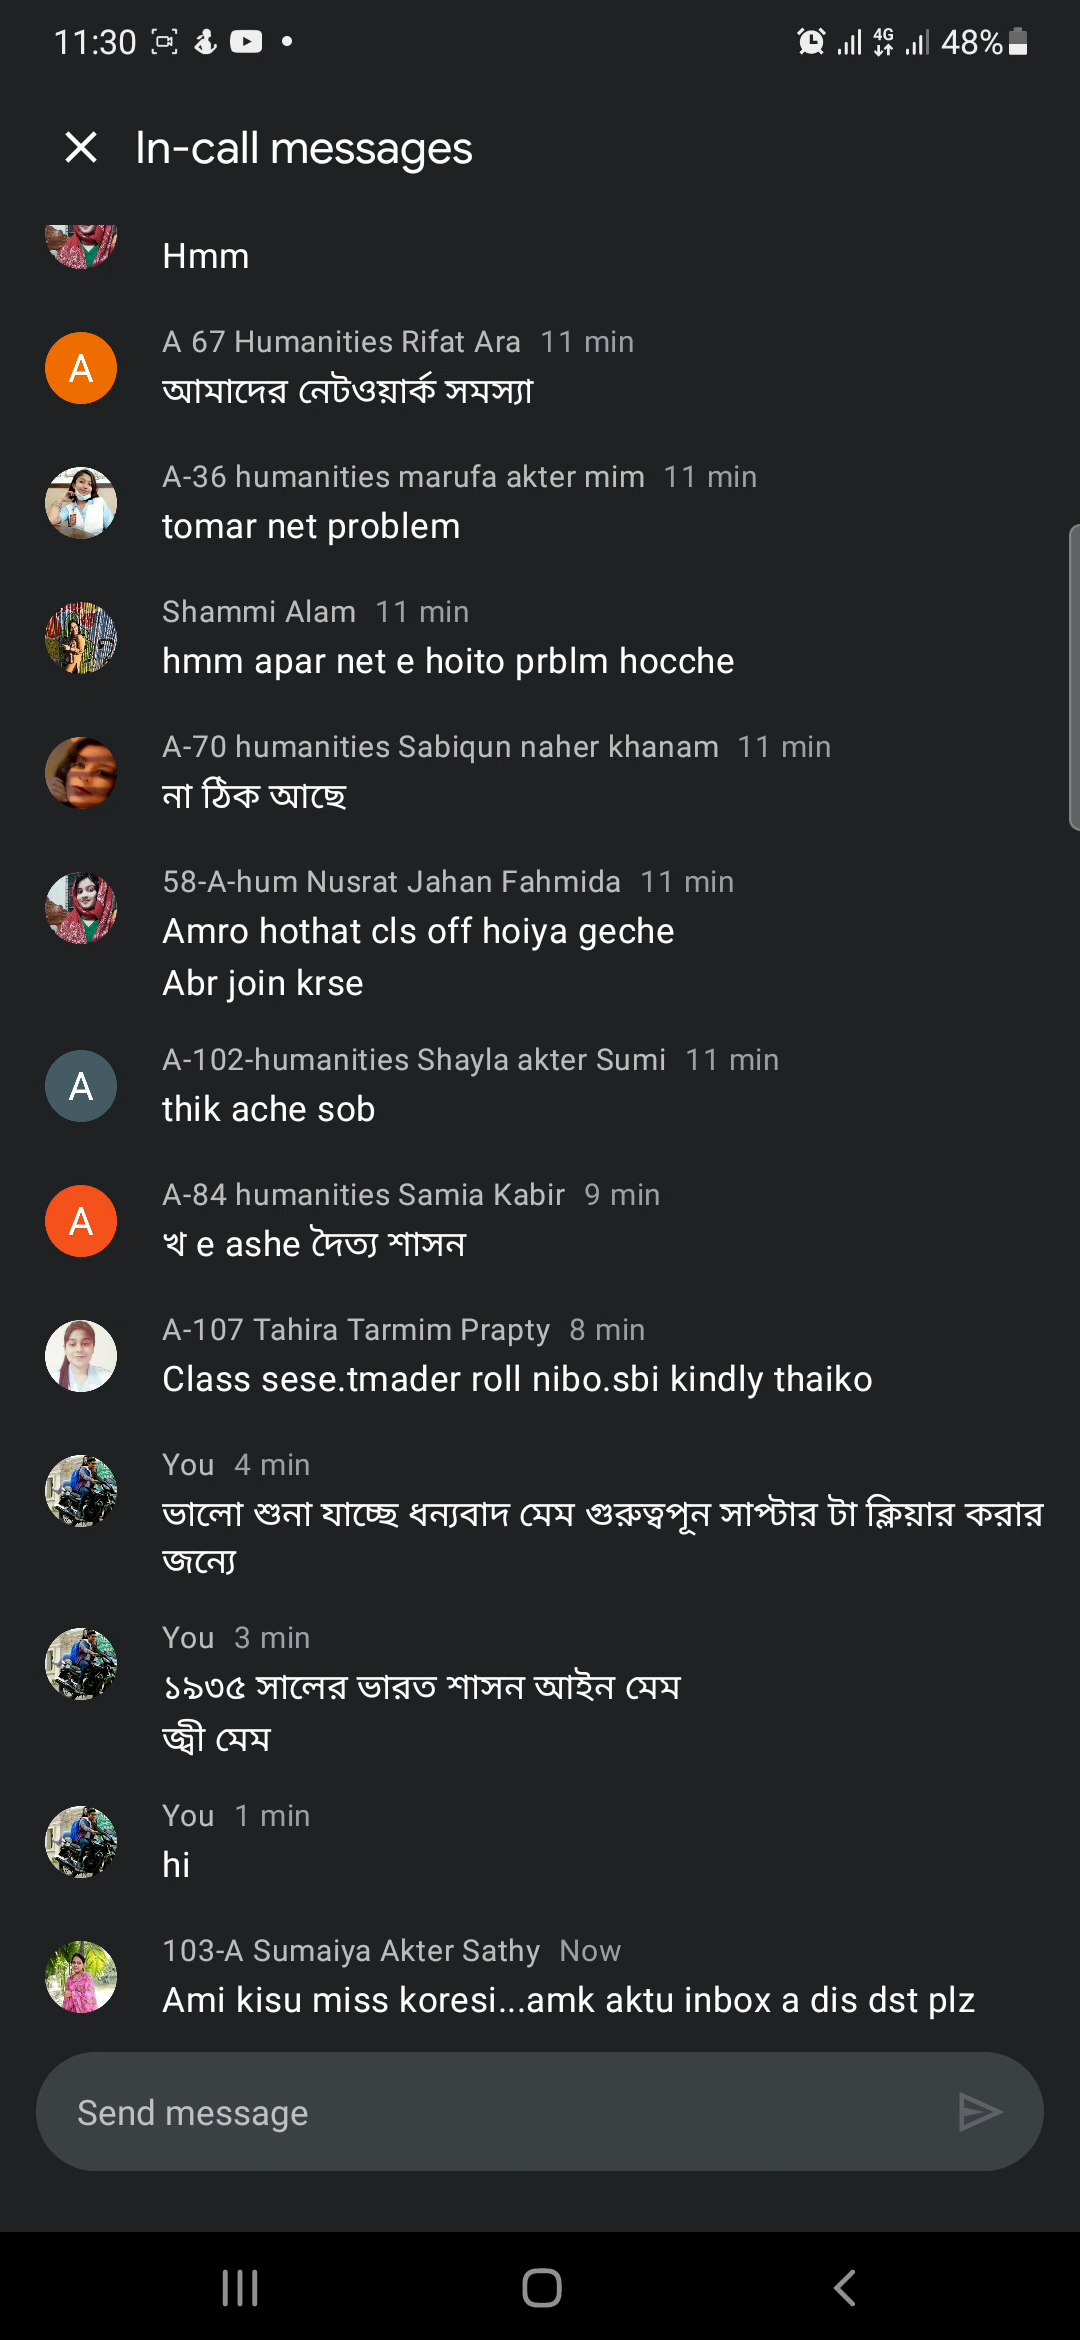 11:30
4G
48%
In-call messages
Hmm
A 67 Humanities Rifat Ara 11 min
A
আমাদের নেটওয়ার্ক সমস্যা
A-36 humanities marufa akter mim 11 min
tomar net problem
Shammi Alam 11 min
hmm apar net e hoito prblm hocche
A-70 humanities Sabiqun naher khanam 11 min
না ঠিক আছে
58-A-hum Nusrat Jahan Fahmida 11 min
Amro hothat cls off hoiya geche
Abr join krse
A-102-humanities Shayla akter Sumi 11 min
A
thik ache sob
A-84 humanities Samia Kabir 9 min
A
খ e ashe দৈত্য শাসন
A-107 Tahira Tarmim Prapty 8 min
Class sese.tmader roll nibo.sbi kindly thaiko
You 4 min
ভালো শুনা যাচ্ছে ধন্যবাদ মেম গুরুত্বপূন সাপ্টার টা ক্লিয়ার করার
জন্যে
You 3 min
১৯৩৫ সালের ভারত শাসন আইন মেম
জ্বী মেম
You 1 min
hi
103-A Sumaiya Akter Sathy Now
Ami kisu miss koresi...amk aktu inbox a dis dst plz
Send message